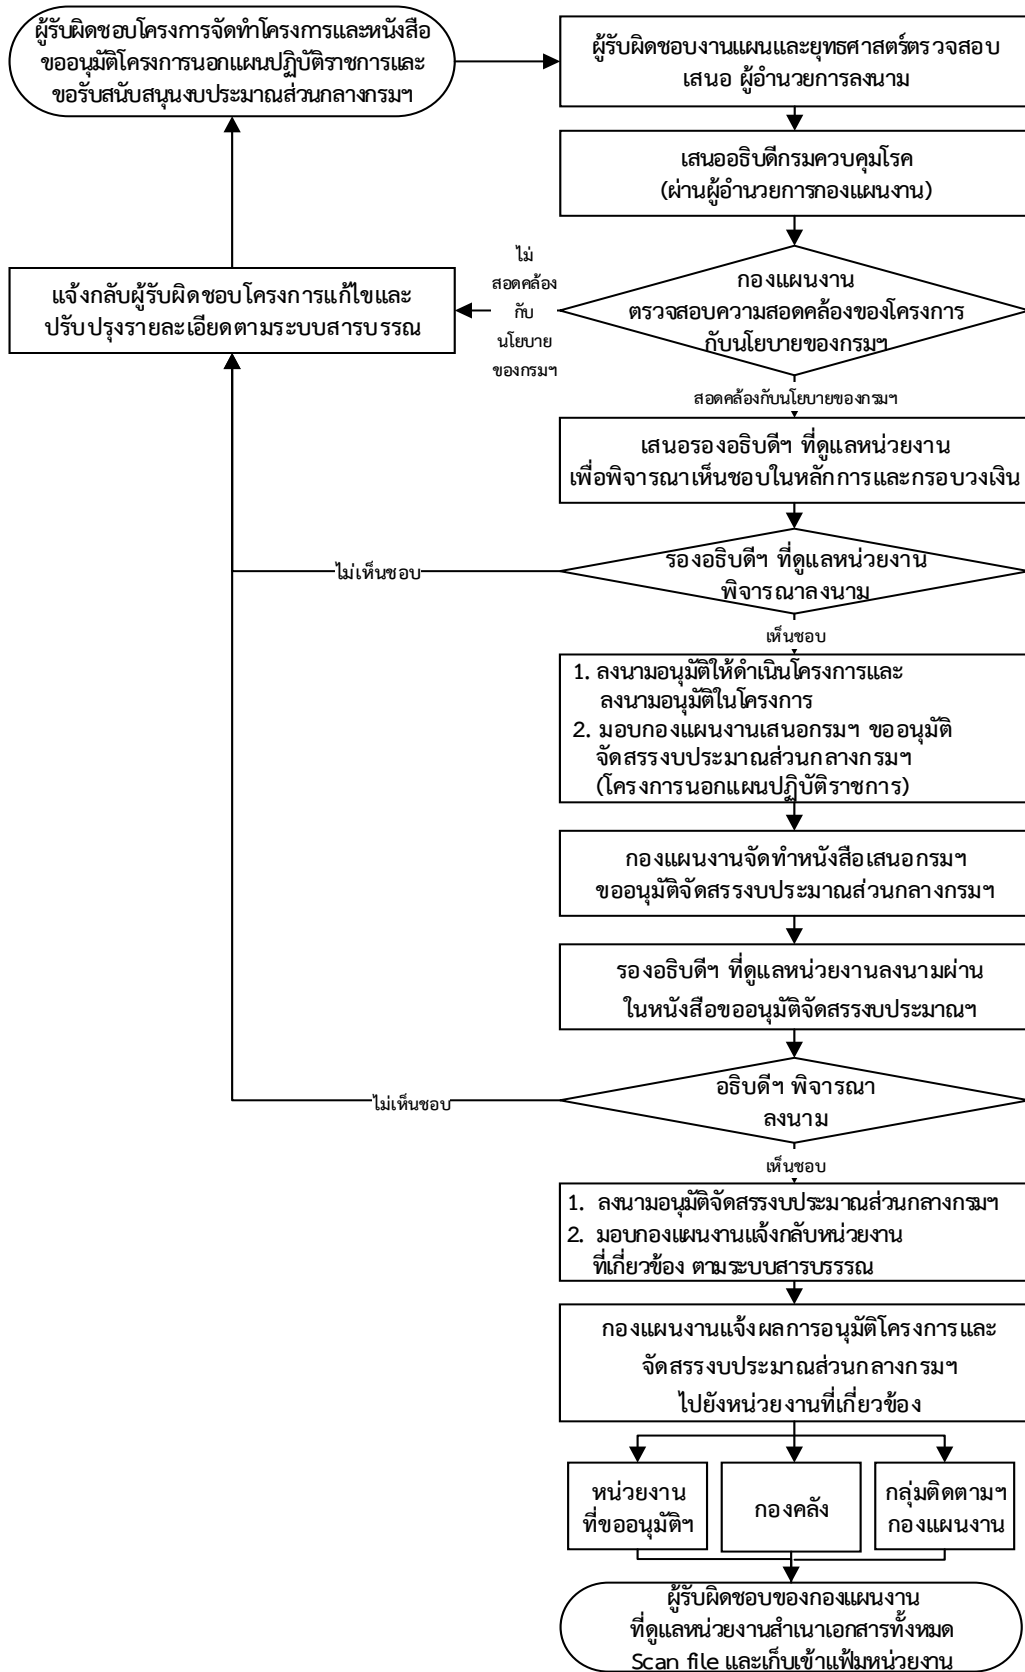 ผู้รับผิดชอบโครงการจัดทำโครงการและหนังสือ
ขออนุมัติโครงการนอกแผนปฏิบัติราชการและ
ขอรับสนับสนุนงบประมาณส่วนกลางกรมฯ
ผู้รับผิดชอบงานแผนและยุทธศาสตร์ตรวจสอบ
เสนอ ผู้อำนวยการลงนาม
เสนออธิบดีกรมควบคุมโรค
(ผ่านผู้อำนวยการกองแผนงาน)
กองแผนงาน
ตรวจสอบความสอดคล้องของโครงการ
กับนโยบายของกรมฯ
ไม่
สอดคล้อง
กับ
นโยบาย
ของกรมฯ
แจ้งกลับผู้รับผิดชอบโครงการแก้ไขและ
ปรับปรุงรายละเอียดตามระบบสารบรรณ
สอดคล้องกับนโยบายของกรมฯ
เสนอรองอธิบดีฯ ที่ดูแลหน่วยงาน
เพื่อพิจารณาเห็นชอบในหลักการและกรอบวงเงิน
รองอธิบดีฯ ที่ดูแลหน่วยงาน
พิจารณาลงนาม
ไม่เห็นชอบ
เห็นชอบ
1. ลงนามอนุมัติให้ดำเนินโครงการและ
ลงนามอนุมัติในโครงการ
2. มอบกองแผนงานเสนอกรมฯ ขออนุมัติ
จัดสรรงบประมาณส่วนกลางกรมฯ
(โครงการนอกแผนปฏิบัติราชการ)
กองแผนงานจัดทำหนังสือเสนอกรมฯ
ขออนุมัติจัดสรรงบประมาณส่วนกลางกรมฯ
รองอธิบดีฯ ที่ดูแลหน่วยงานลงนามผ่าน
ในหนังสือขออนุมัติจัดสรรงบประมาณฯ
อธิบดีฯ พิจารณา
ลงนาม
ไม่เห็นชอบ
เห็นชอบ
1. ลงนามอนุมัติจัดสรรงบประมาณส่วนกลางกรมฯ
2. มอบกองแผนงานแจ้งกลับหน่วยงาน
ที่เกี่ยวข้อง ตามระบบสารบรรรณ
กองแผนงานแจ้งผลการอนุมัติโครงการและ
จัดสรรงบประมาณส่วนกลางกรมฯ
ไปยังหน่วยงานที่เกี่ยวข้อง
หน่วยงาน
ที่ขออนุมัติฯ
กองคลัง
กลุ่มติดตามฯ
กองแผนงาน
ผู้รับผิดชอบของกองแผนงาน
ที่ดูแลหน่วยงานสำเนาเอกสารทั้งหมด
Scan file และเก็บเข้าแฟ้มหน่วยงาน